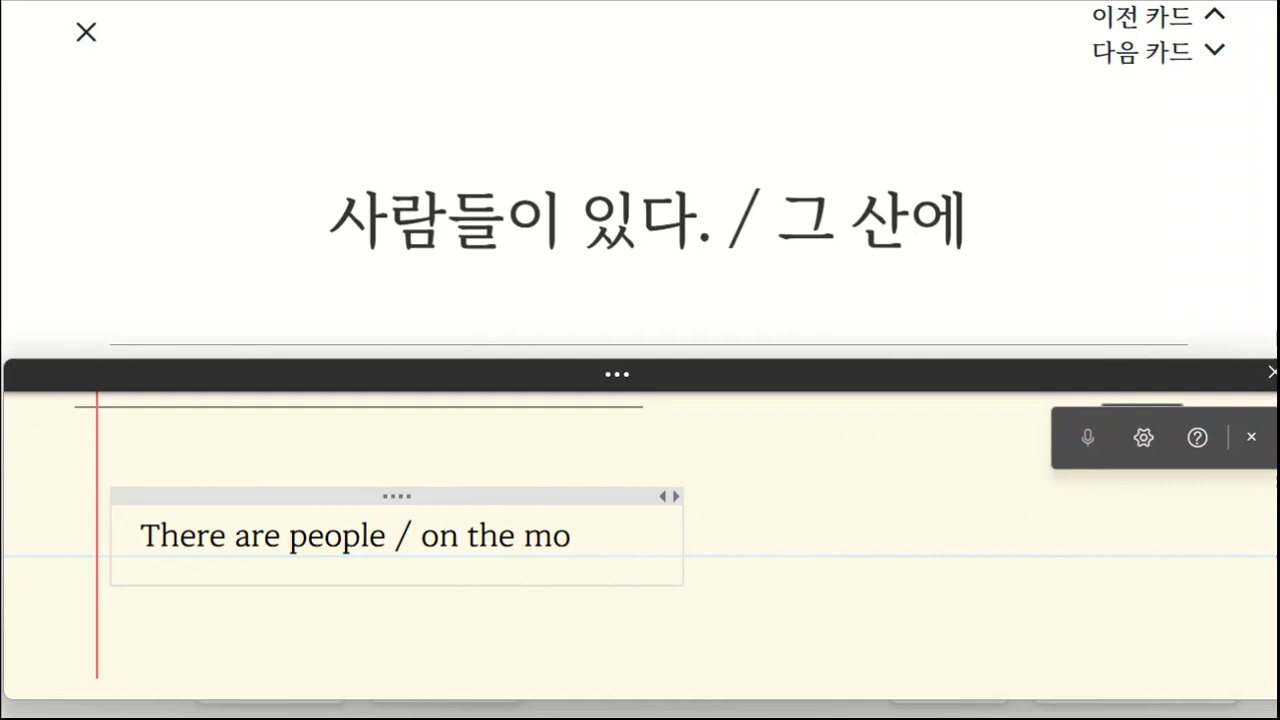 이전 카드
다음 카드
사람들이 있다. / 그 산에
There are people / on the mo